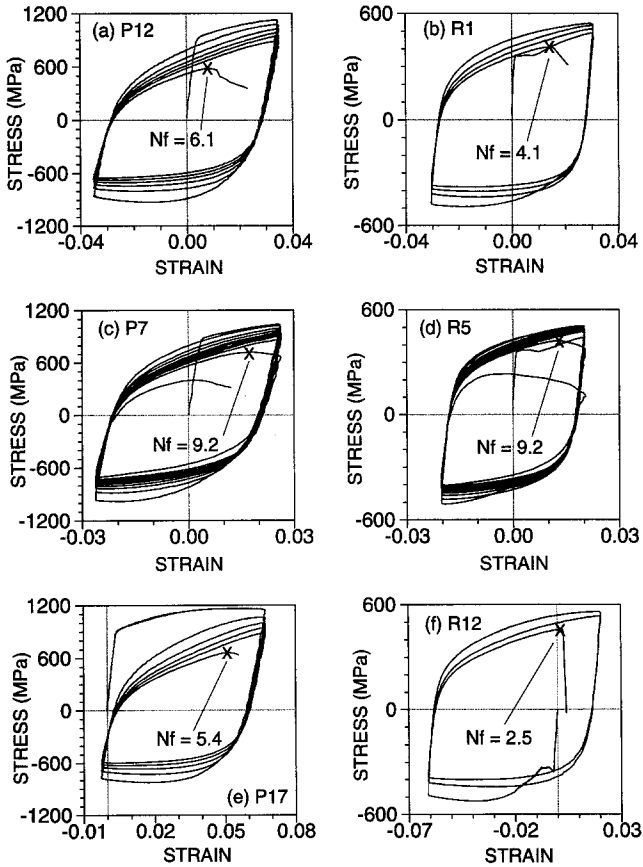 (a) P12
STRESS (MPa)
1200
600
0
-600
-1200
Nf = 6.1
-0.04 0.00 0.04
STRAIN
(b) R1
STRESS (MPa)
600
0
-600
Nf = 4.1
-0.04 0.00 0.04
STRAIN
(c) P7
STRESS (MPa)
1200
600
0
-600
-1200
Nf = 9.2
-0.03 0.00 0.03
STRAIN
(d) R5
STRESS (MPa)
600
0
-600
Nf = 9.2
-0.03 0.00 0.03
STRAIN
STRESS (MPa)
1200
600
0
-600
-1200
Nf = 5.4
(e) P17
-0.01 0.02 0.05 0.08
STRAIN
(f) R12
STRESS (MPa)
600
0
-600
Nf = 2.5
-0.07 -0.02 0.03
STRAIN